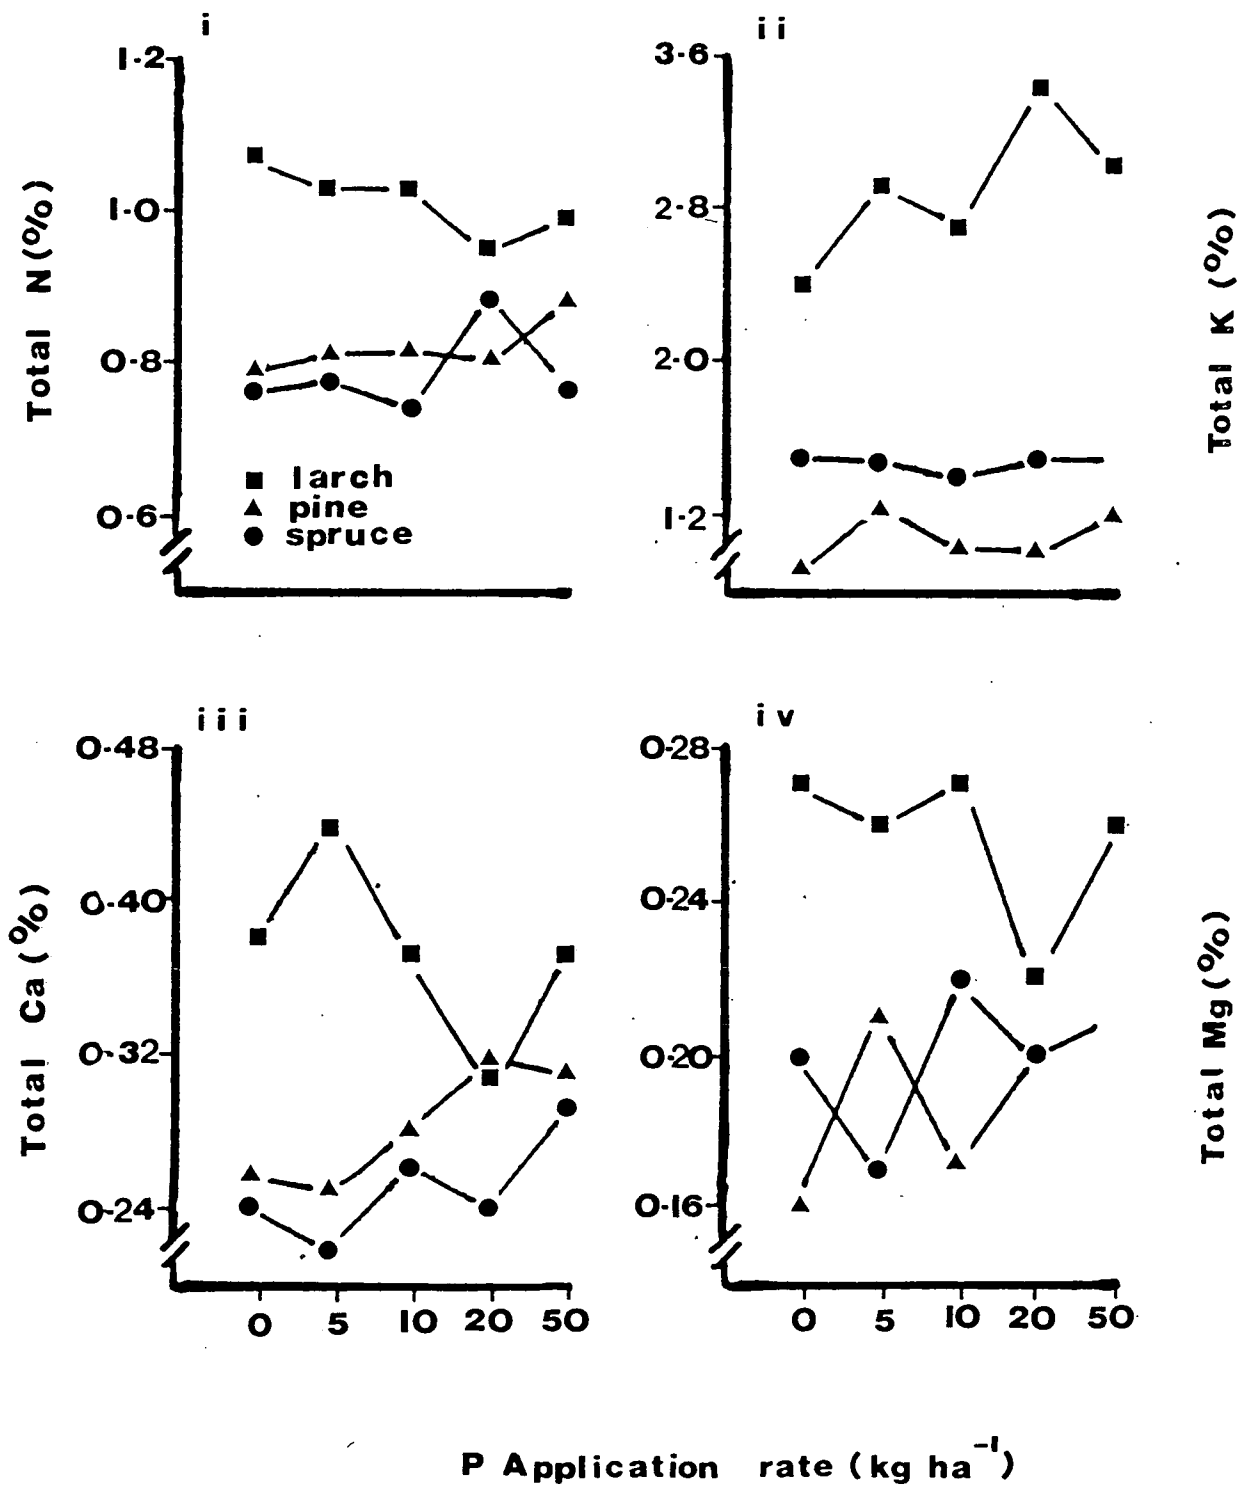 i
1·2
1·0
0·8
0·6
Total N (%)
larch
pine
spruce
ii
3·6
2·8
2·0
1·2
Total K (%)
iii
0·48
0·40
0·32
0·24
Total Ca (%)
0 5 10 20 50
iv
0·28
0·24
0·20
0·16
Total Mg (%)
0 5 10 20 50
P Application rate (kg ha⁻¹)